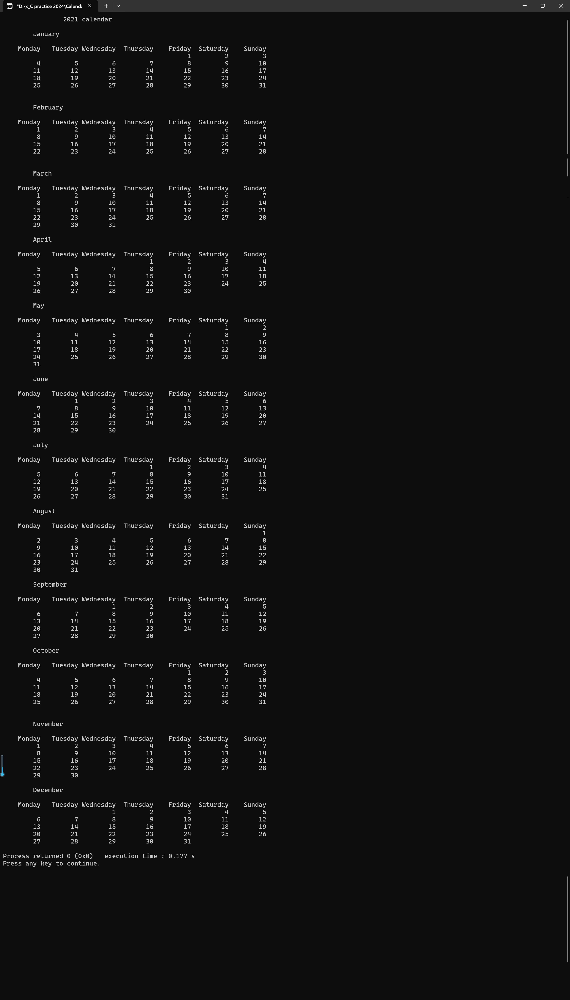 "D:\x_C practice 2024\Calend
2021 calendar
January
Monday Tuesday Wednesday Thursday Friday Saturday Sunday
1 2 3
4 5 6 7 8 9 10
11 12 13 14 15 16 17
18 19 20 21 22 23 24
25 26 27 28 29 30 31
February
Monday Tuesday Wednesday Thursday Friday Saturday Sunday
1 2 3 4 5 6 7
8 9 10 11 12 13 14
15 16 17 18 19 20 21
22 23 24 25 26 27 28
March
Monday Tuesday Wednesday Thursday Friday Saturday Sunday
1 2 3 4 5 6 7
8 9 10 11 12 13 14
15 16 17 18 19 20 21
22 23 24 25 26 27 28
29 30 31
April
Monday Tuesday Wednesday Thursday Friday Saturday Sunday
1 2 3 4
5 6 7 8 9 10 11
12 13 14 15 16 17 18
19 20 21 22 23 24 25
26 27 28 29 30
May
Monday Tuesday Wednesday Thursday Friday Saturday Sunday
1 2
3 4 5 6 7 8 9
10 11 12 13 14 15 16
17 18 19 20 21 22 23
24 25 26 27 28 29 30
31
June
Monday Tuesday Wednesday Thursday Friday Saturday Sunday
1 2 3 4 5 6
7 8 9 10 11 12 13
14 15 16 17 18 19 20
21 22 23 24 25 26 27
28 29 30
July
Monday Tuesday Wednesday Thursday Friday Saturday Sunday
1 2 3 4
5 6 7 8 9 10 11
12 13 14 15 16 17 18
19 20 21 22 23 24 25
26 27 28 29 30 31
August
Monday Tuesday Wednesday Thursday Friday Saturday Sunday
1
2 3 4 5 6 7 8
9 10 11 12 13 14 15
16 17 18 19 20 21 22
23 24 25 26 27 28 29
30 31
September
Monday Tuesday Wednesday Thursday Friday Saturday Sunday
1 2 3 4 5
6 7 8 9 10 11 12
13 14 15 16 17 18 19
20 21 22 23 24 25 26
27 28 29 30
October
Monday Tuesday Wednesday Thursday Friday Saturday Sunday
1 2 3
4 5 6 7 8 9 10
11 12 13 14 15 16 17
18 19 20 21 22 23 24
25 26 27 28 29 30 31
November
Monday Tuesday Wednesday Thursday Friday Saturday Sunday
1 2 3 4 5 6 7
8 9 10 11 12 13 14
15 16 17 18 19 20 21
22 23 24 25 26 27 28
29 30
December
Monday Tuesday Wednesday Thursday Friday Saturday Sunday
1 2 3 4 5
6 7 8 9 10 11 12
13 14 15 16 17 18 19
20 21 22 23 24 25 26
27 28 29 30 31
Process returned 0 (0x0) execution time : 0.177 s
Press any key to continue.